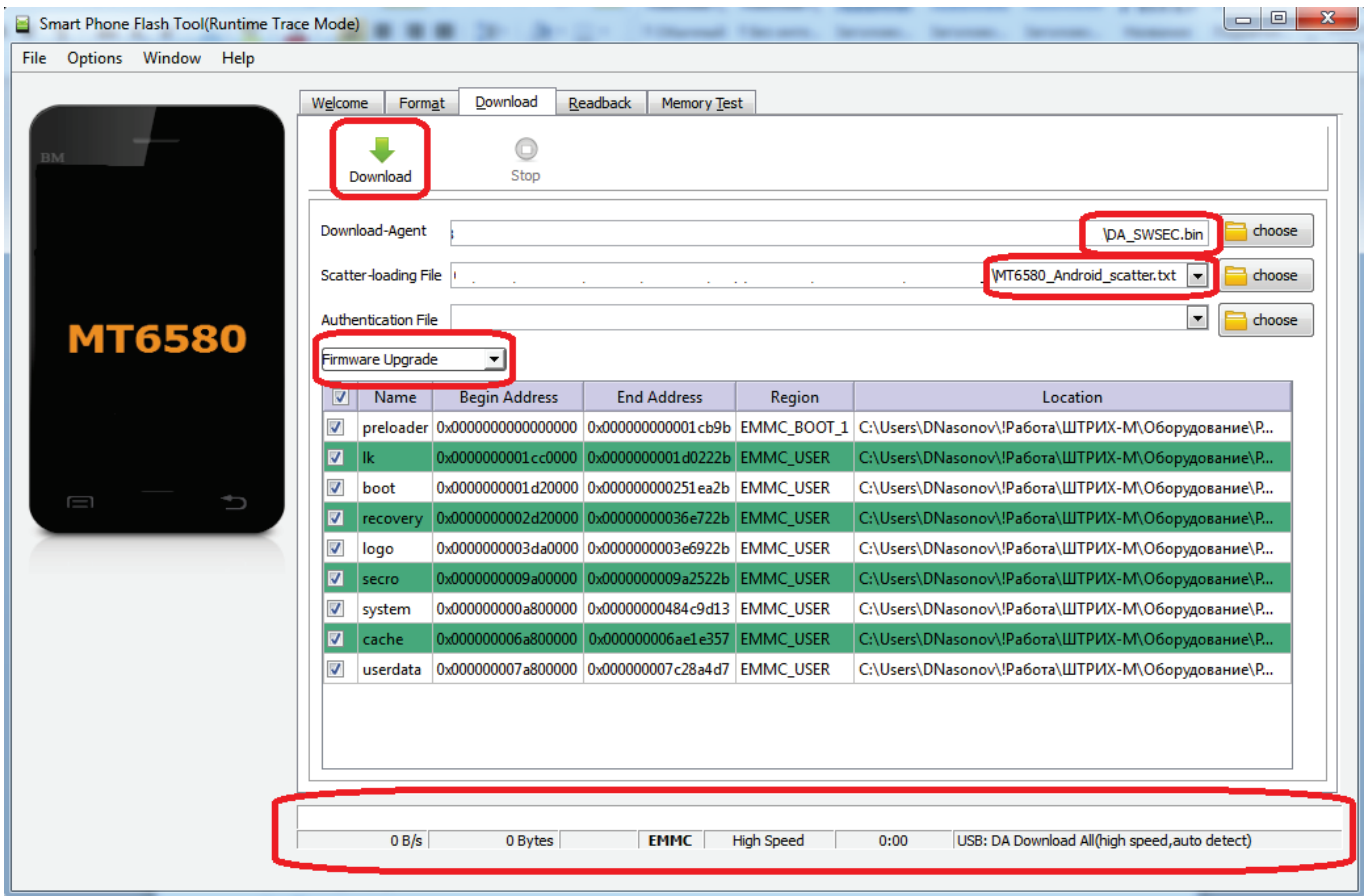 Smart Phone Flash Tool(Runtime Trace Mode)
File Options Window Help
Welcome Format Download Readback Memory Test
BM
Download Stop
Download-Agent \DA_SWSEC.bin choose
Scatter-loading File \MT6580_Android_scatter.txt choose
Authentication File choose
MT6580
Firmware Upgrade
Name Begin Address End Address Region Location
preloader 0x0000000000000000 0x000000000001cb9b EMMC_BOOT_1 C:\Users\DNasonov\!Работа\ШТРИХ-М\Оборудование\Р...
lk 0x0000000001cc0000 0x0000000001d0222b EMMC_USER C:\Users\DNasonov\!Работа\ШТРИХ-М\Оборудование\Р...
boot 0x0000000001d20000 0x000000000251ea2b EMMC_USER C:\Users\DNasonov\!Работа\ШТРИХ-М\Оборудование\Р...
recovery 0x0000000002d20000 0x00000000036e722b EMMC_USER C:\Users\DNasonov\!Работа\ШТРИХ-М\Оборудование\Р...
logo 0x0000000003da0000 0x0000000003e6922b EMMC_USER C:\Users\DNasonov\!Работа\ШТРИХ-М\Оборудование\Р...
secro 0x0000000009a00000 0x0000000009a2522b EMMC_USER C:\Users\DNasonov\!Работа\ШТРИХ-М\Оборудование\Р...
system 0x000000000a800000 0x00000000484c9d13 EMMC_USER C:\Users\DNasonov\!Работа\ШТРИХ-М\Оборудование\Р...
cache 0x000000006a800000 0x000000006ae1e357 EMMC_USER C:\Users\DNasonov\!Работа\ШТРИХ-М\Оборудование\Р...
userdata 0x000000007a800000 0x000000007c28a4d7 EMMC_USER C:\Users\DNasonov\!Работа\ШТРИХ-М\Оборудование\Р...
0 B/s 0 Bytes EMMC High Speed 0:00 USB: DA Download All(high speed,auto detect)